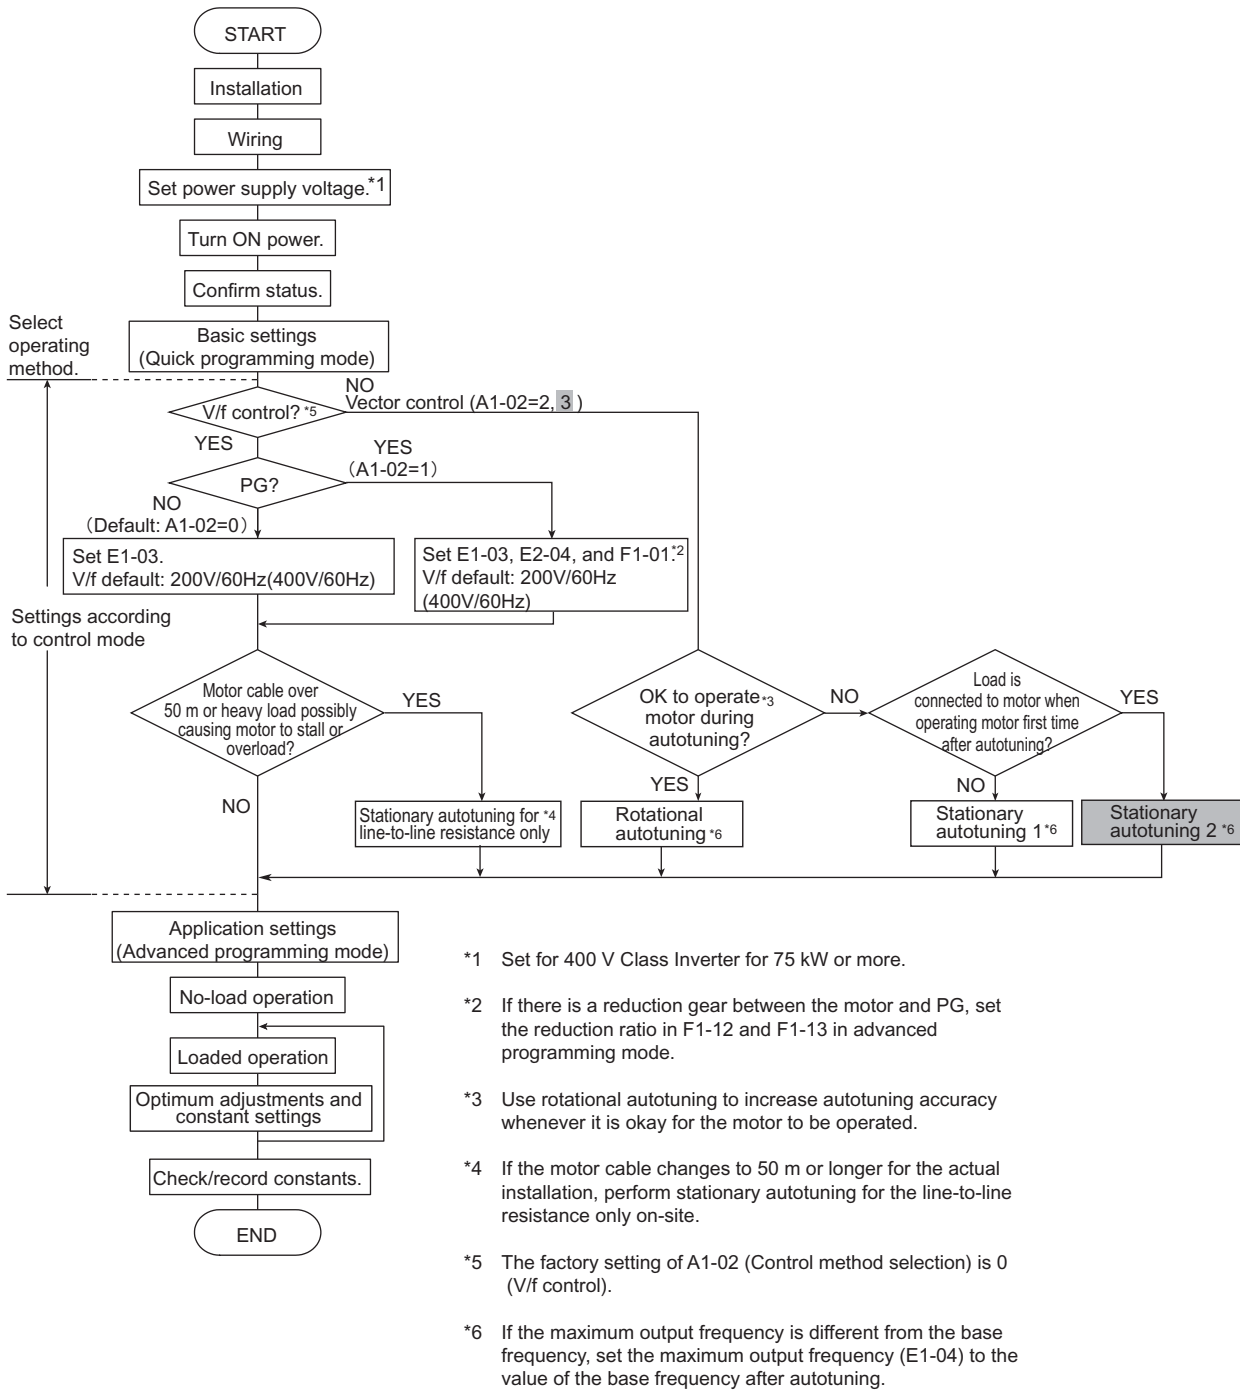 START
Installation
Wiring
Set power supply voltage.*1
Turn ON power.
Confirm status.
Select
operating
method.
Basic settings
(Quick programming mode)
NO
Vector control (A1-02=2, 3 )
V/f control? *5
YES
YES
(A1-02=1)
PG?
NO
(Default: A1-02=0)
Set E1-03.
V/f default: 200V/60Hz(400V/60Hz)
Set E1-03, E2-04, and F1-01.*2
V/f default: 200V/60Hz
(400V/60Hz)
Settings according
to control mode
Motor cable over
50 m or heavy load possibly
causing motor to stall or
overload?
YES
NO
OK to operate *3
motor during
autotuning?
NO
YES
Load is
connected to motor when
operating motor first time
after autotuning?
YES
NO
Stationary autotuning for *4
line-to-line resistance only
Rotational
autotuning *6
Stationary
autotuning 1 *6
Stationary
autotuning 2 *6
Application settings
(Advanced programming mode)
No-load operation
Loaded operation
Optimum adjustments and
constant settings
Check/record constants.
END
*1 Set for 400 V Class Inverter for 75 kW or more.
*2 If there is a reduction gear between the motor and PG, set
the reduction ratio in F1-12 and F1-13 in advanced
programming mode.
*3 Use rotational autotuning to increase autotuning accuracy
whenever it is okay for the motor to be operated.
*4 If the motor cable changes to 50 m or longer for the actual
installation, perform stationary autotuning for the line-to-line
resistance only on-site.
*5 The factory setting of A1-02 (Control method selection) is 0
(V/f control).
*6 If the maximum output frequency is different from the base
frequency, set the maximum output frequency (E1-04) to the
value of the base frequency after autotuning.